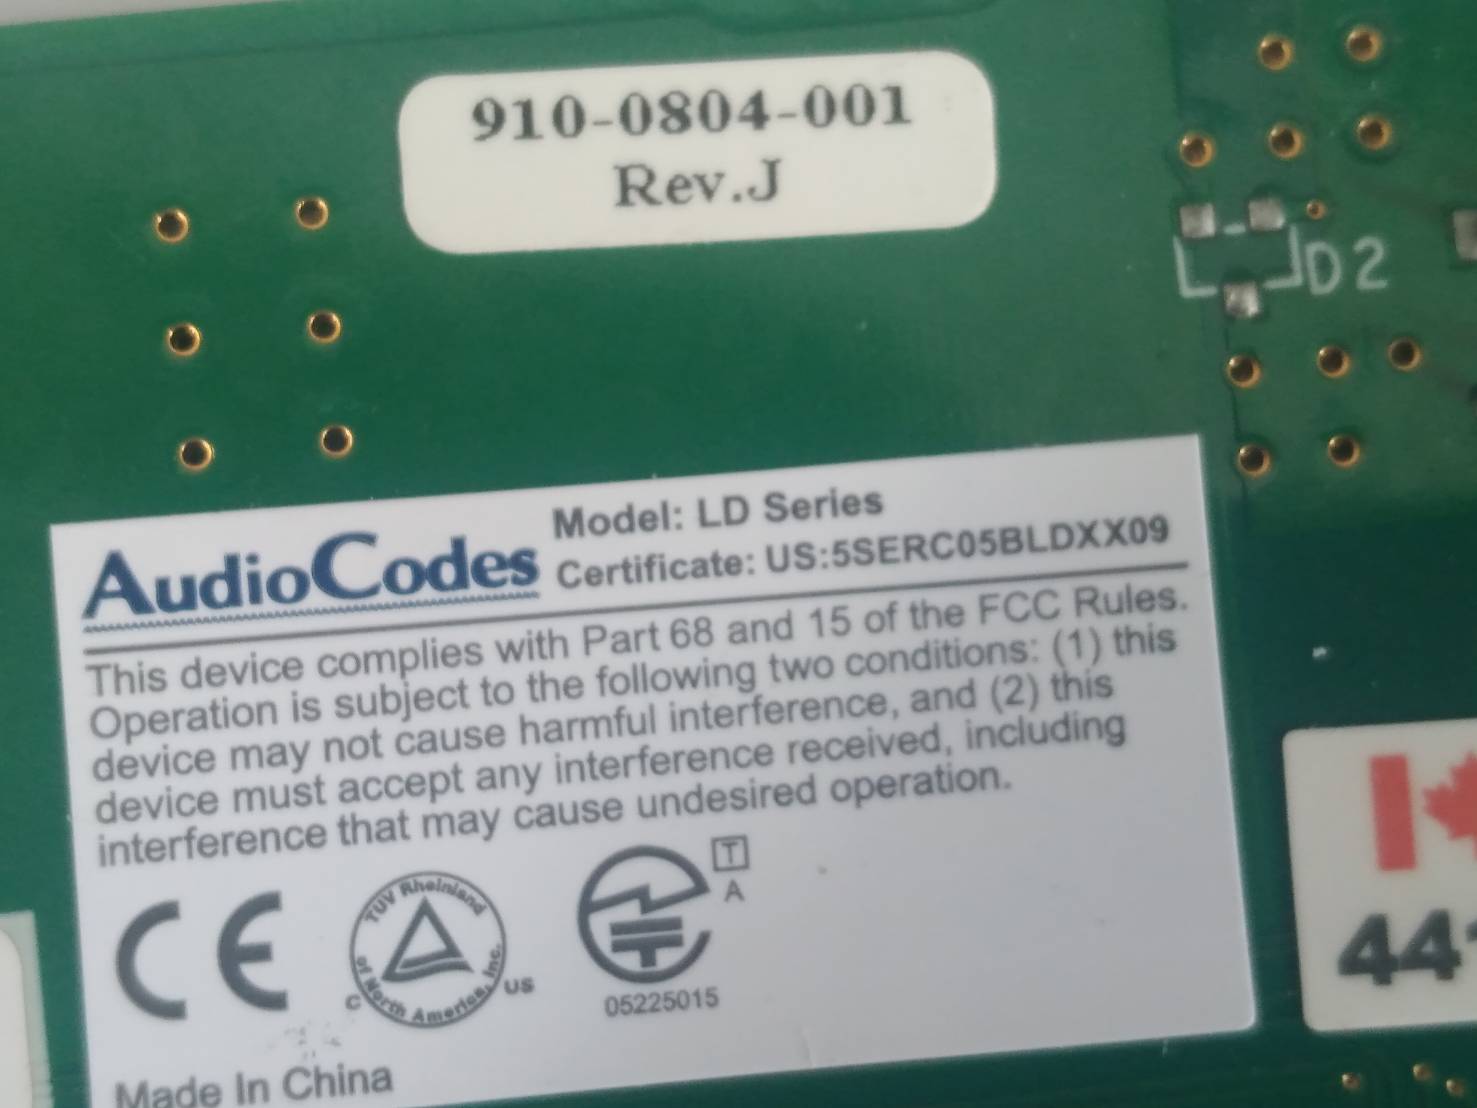 910-0804-001
Rev.J
D2
AudioCodes
Model: LD Series
Certificate: US:5SERC05BLDXX09
This device complies with Part 68 and 15 of the FCC Rules.
Operation is subject to the following two conditions: (1) this
device may not cause harmful interference, and (2) this
device must accept any interference received, including
interference that may cause undesired operation.
CE
TUV Rheinland
of North America, Inc.
C
US
T
A
05225015
Made In China